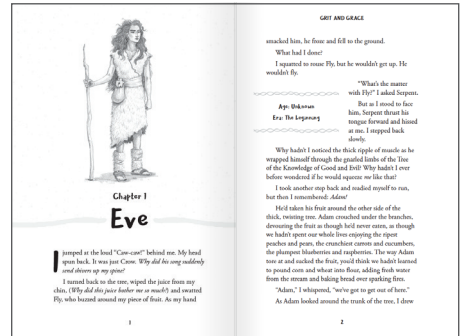 Chapter 1
Eve
I jumped at the loud "Caw-caw!" behind me. My head
spun back. It was just Crow. Why did his song suddenly
send shivers up my spine?
I turned back to the tree, wiped the juice from my
chin, (Why did this juice bother me so much?) and swatted
Fly, who buzzed around my piece of fruit. As my hand
1
GRIT AND GRACE
smacked him, he froze and fell to the ground.
What had I done?
I squatted to rouse Fly, but he wouldn't get up. He
wouldn't fly.
"What's the matter
with Fly?" I asked Serpent.
Age: Unknown
Era: The Beginning
But as I stood to face
him, Serpent thrust his
tongue forward and hissed
at me. I stepped back
slowly.
Why hadn't I noticed the thick ripple of muscle as he
wrapped himself through the gnarled limbs of the Tree
of the Knowledge of Good and Evil? Why hadn't I ever
before wondered if he would squeeze me like that?
I took another step back and readied myself to run,
but then I remembered: Adam!
He'd taken his fruit around the other side of the
thick, twisting tree. Adam crouched under the branches,
devouring the fruit as though he'd never eaten, as though
we hadn't spent our whole lives enjoying the ripest
peaches and pears, the crunchiest carrots and cucumbers,
the plumpest blueberries and raspberries. The way Adam
tore at and sucked the fruit, you'd think we hadn't learned
to pound corn and wheat into flour, adding fresh water
from the stream and baking bread over sparking fires.
"Adam," I whispered, "we've got to get out of here."
As Adam looked around the trunk of the tree, I drew
2